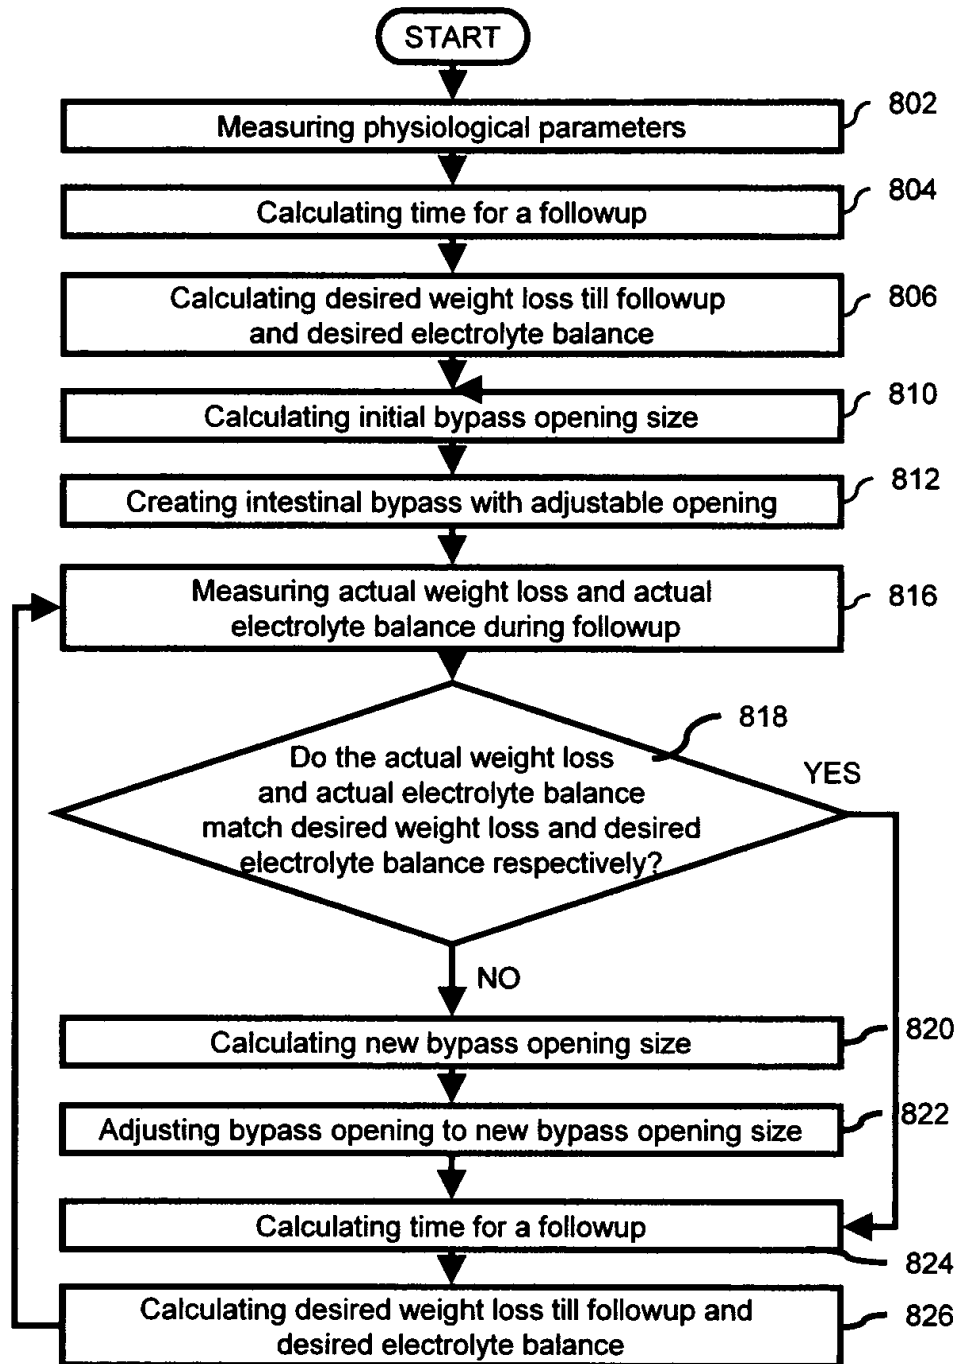 START
Measuring physiological parameters
802
Calculating time for a followup
804
Calculating desired weight loss till followup
and desired electrolyte balance
806
Calculating initial bypass opening size
810
Creating intestinal bypass with adjustable opening
812
Measuring actual weight loss and actual
electrolyte balance during followup
816
818
Do the actual weight loss
and actual electrolyte balance
match desired weight loss and desired
electrolyte balance respectively?
YES
NO
Calculating new bypass opening size
820
Adjusting bypass opening to new bypass opening size
822
Calculating time for a followup
824
Calculating desired weight loss till followup and
desired electrolyte balance
826